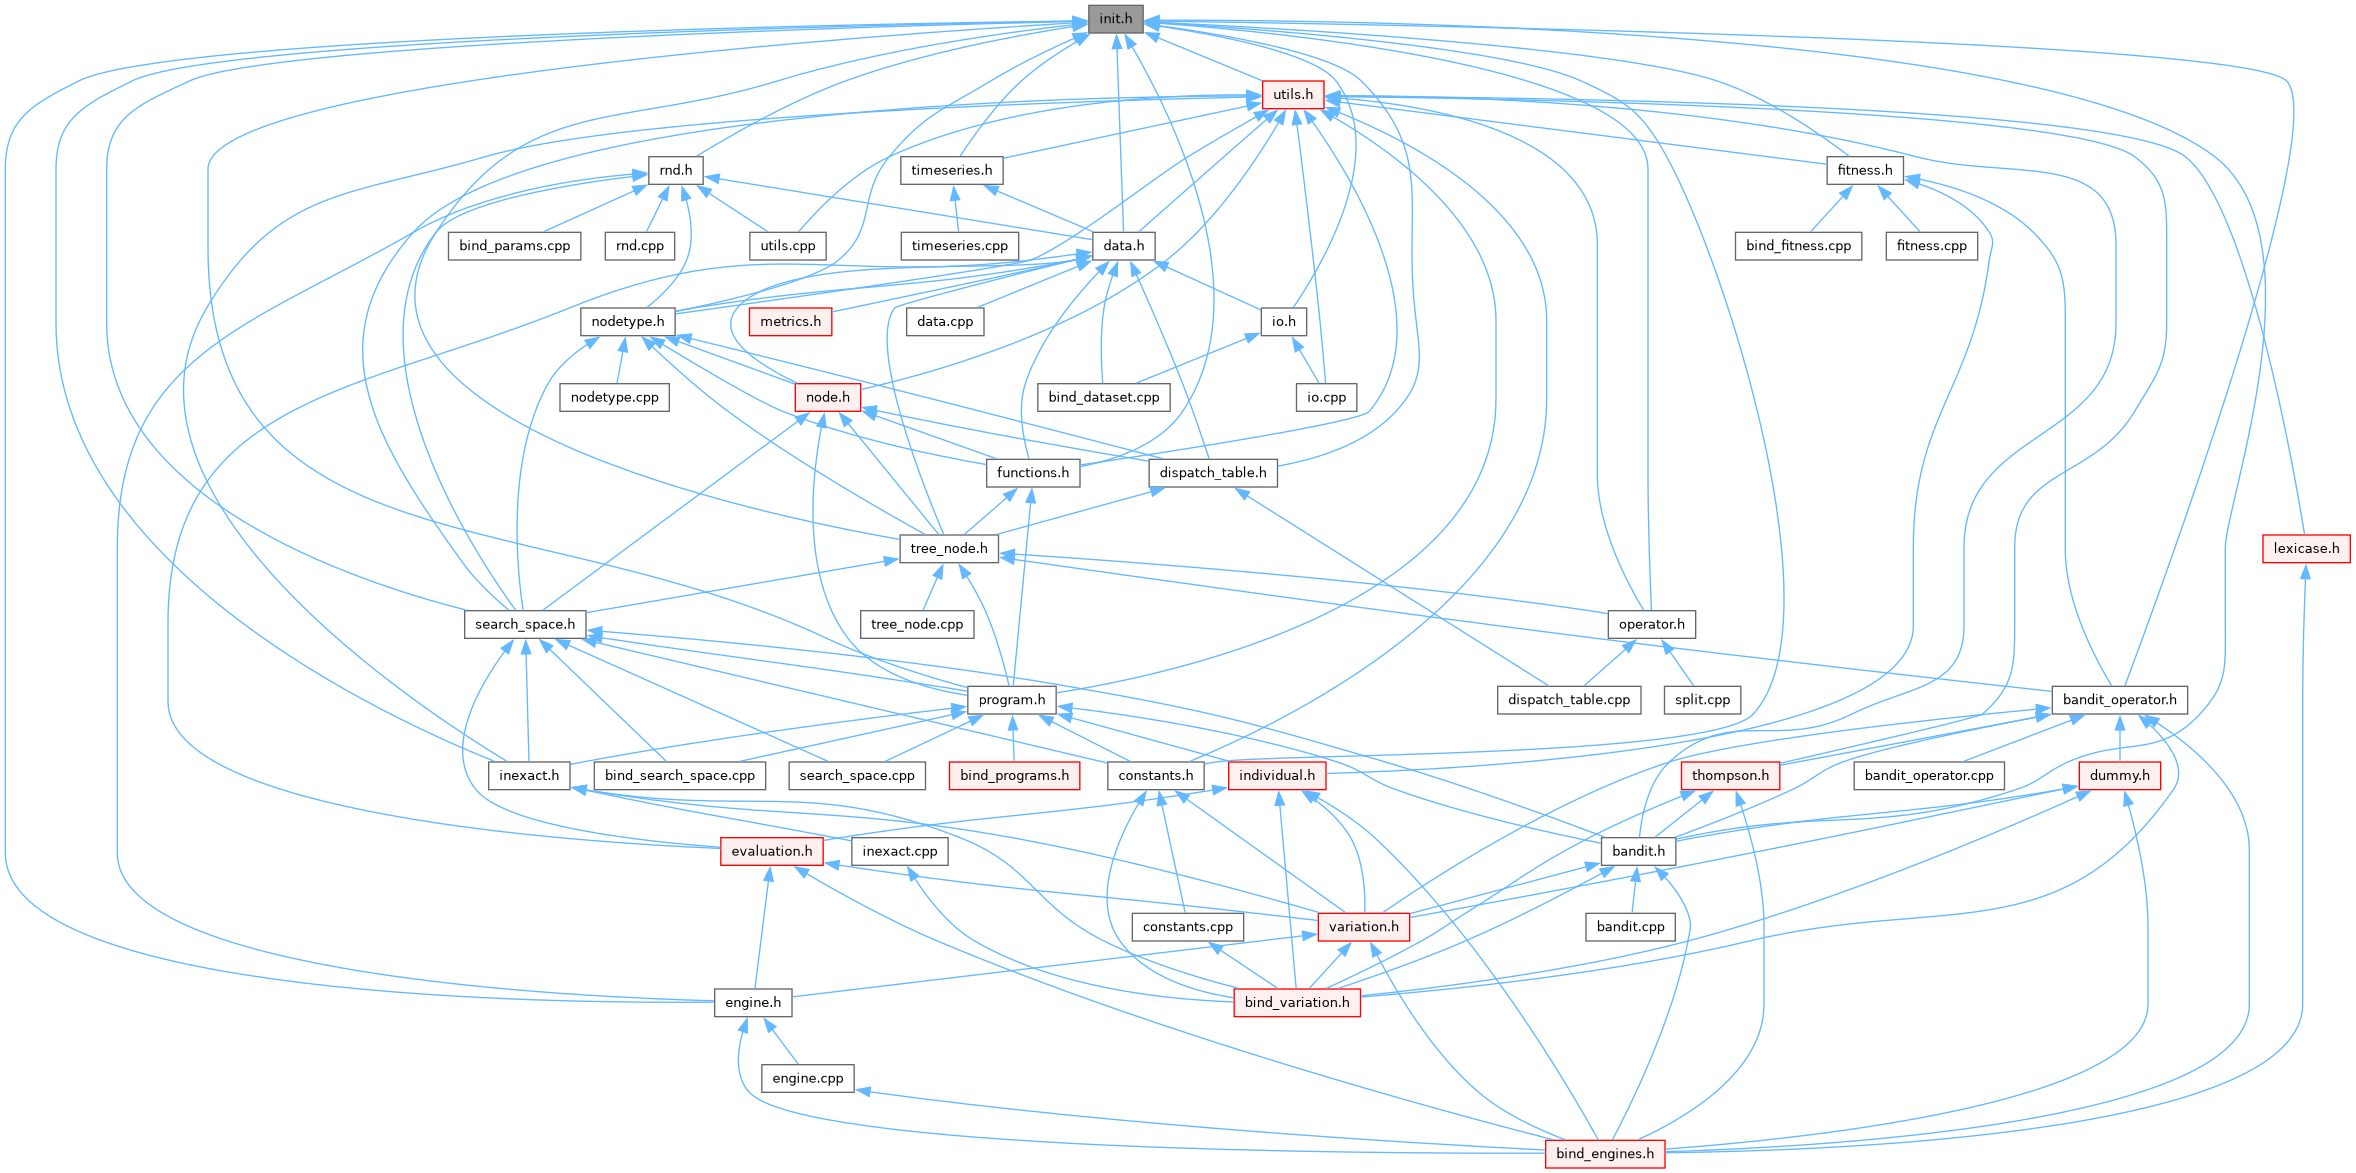 init.h
utils.h
rnd.h
timeseries.h
fitness.h
bind_params.cpp
rnd.cpp
utils.cpp
timeseries.cpp
data.h
bind_fitness.cpp
fitness.cpp
nodetype.h
metrics.h
data.cpp
io.h
nodetype.cpp
node.h
bind_dataset.cpp
io.cpp
functions.h
dispatch_table.h
tree_node.h
lexicase.h
search_space.h
tree_node.cpp
operator.h
program.h
dispatch_table.cpp
split.cpp
bandit_operator.h
inexact.h
bind_search_space.cpp
search_space.cpp
bind_programs.h
constants.h
individual.h
thompson.h
bandit_operator.cpp
dummy.h
evaluation.h
inexact.cpp
bandit.h
constants.cpp
variation.h
bandit.cpp
engine.h
bind_variation.h
engine.cpp
bind_engines.h